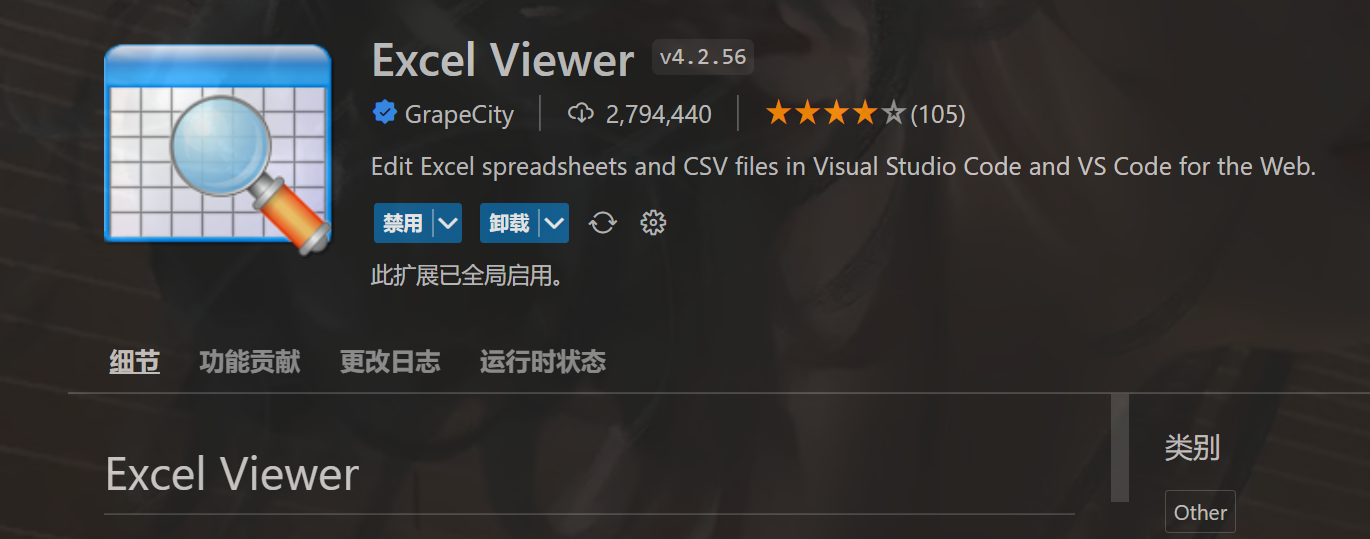 Excel Viewer v4.2.56
GrapeCity 2,794,440 (105)
Edit Excel spreadsheets and CSV files in Visual Studio Code and VS Code for the Web.
禁用 卸载
此扩展已全局启用。
细节 功能贡献 更改日志 运行时状态
Excel Viewer
类别
Other